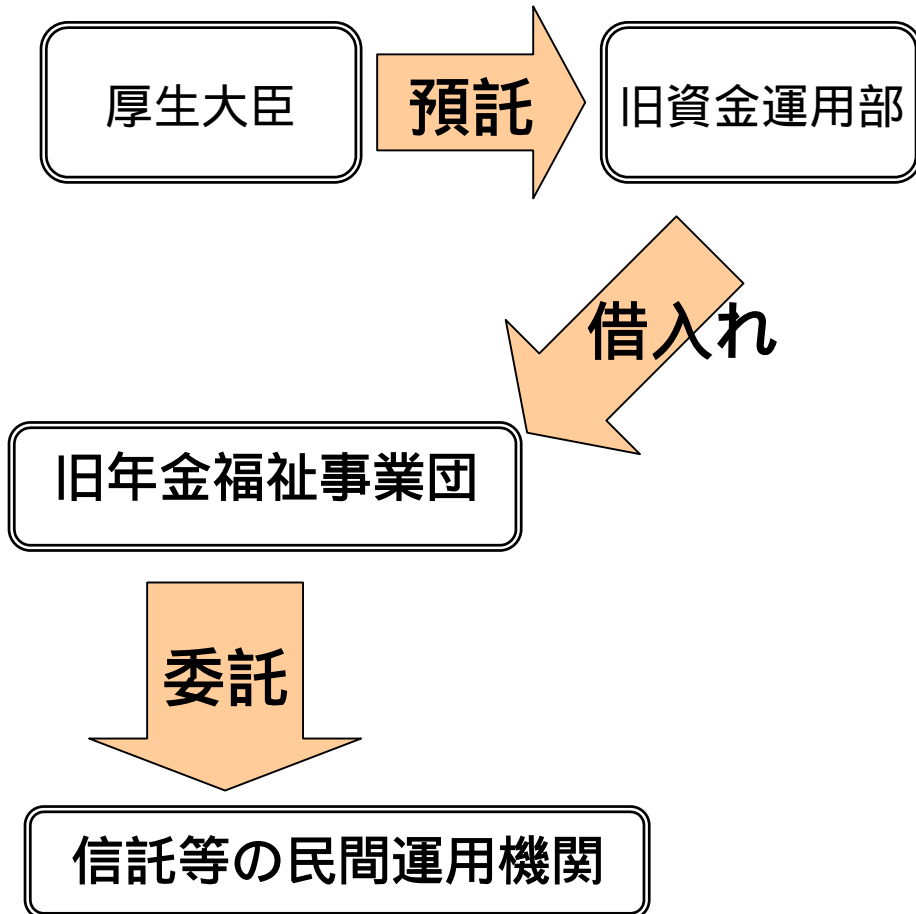 厚生大臣
預託
旧資金運用部
借入れ
旧年金福祉事業団
委託
信託等の民間運用機関